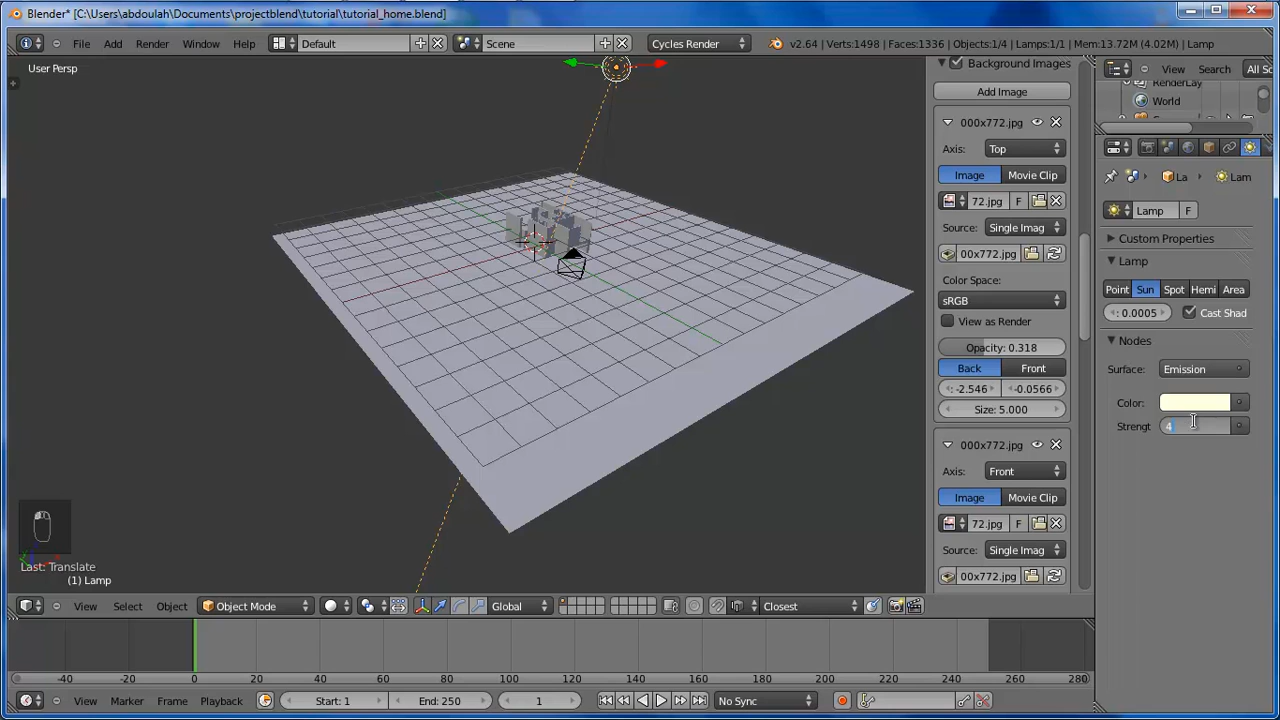 Blender* [C:\Users\abdoulah\Documents\projectblend\tutorial\tutorial_home.blend]
File Add Render Window Help Default Scene Cycles Render v2.64 | Verts:1498 | Faces:1336 | Objects:1/4 | Lamps:1/1 | Mem:13.72M (4.02M) | Lamp
User Persp
Background Images
Add Image
000x772.jpg
Axis: Top
Image Movie Clip
72.jpg F
Source: Single Imag
00x772.jpg
Color Space:
sRGB
View as Render
Opacity: 0.318
Back Front
: -2.546 -0.0566
Size: 5.000
000x772.jpg
Axis: Front
Image Movie Clip
72.jpg F
Source: Single Imag
00x772.jpg
View Search All Sc
RenderLay
World
La Lam
Lamp F
Custom Properties
Lamp
Point Sun Spot Hemi Area
: 0.0005 Cast Shad
Nodes
Surface: Emission
Color:
Strengt 4
Last: Translate
(1) Lamp
View Select Object Object Mode Global Closest
-40 -20 0 20 40 60 80 100 120 140 160 180 200 220 240 260 280
View Marker Frame Playback Start: 1 End: 250 1 No Sync